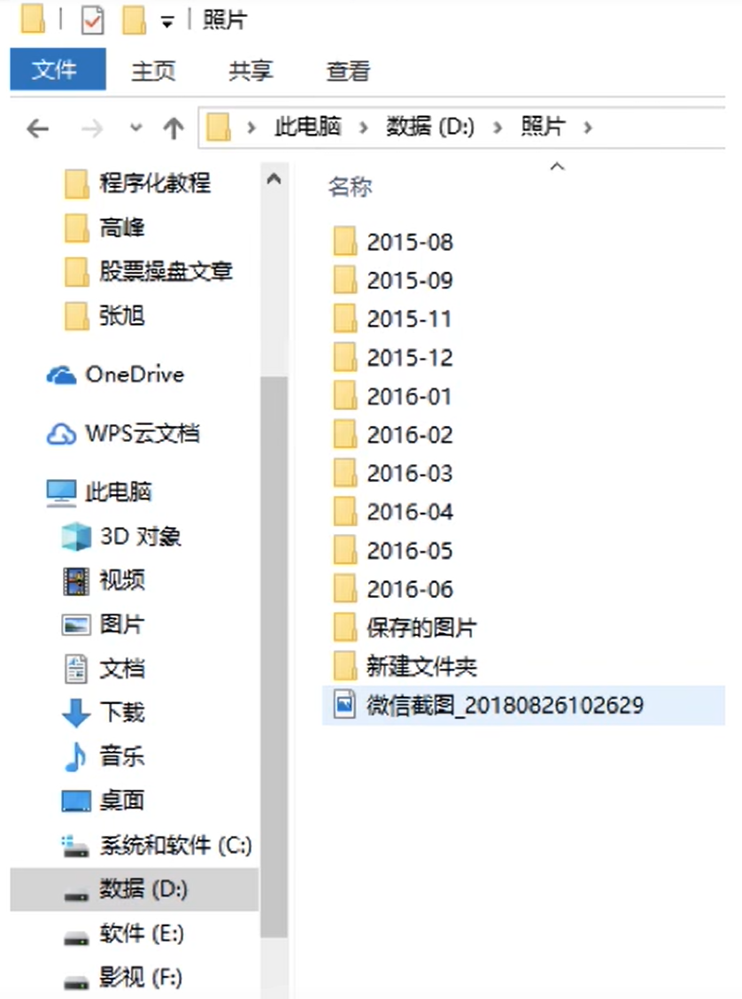 照片
文件 主页 共享 查看
此电脑 数据 (D:) 照片
程序化教程
高峰
股票操盘文章
张旭
OneDrive
WPS云文档
此电脑
3D 对象
视频
图片
文档
下载
音乐
桌面
系统和软件 (C:)
数据 (D:)
软件 (E:)
影视 (F:)
名称
2015-08
2015-09
2015-11
2015-12
2016-01
2016-02
2016-03
2016-04
2016-05
2016-06
保存的图片
新建文件夹
微信截图_20180826102629